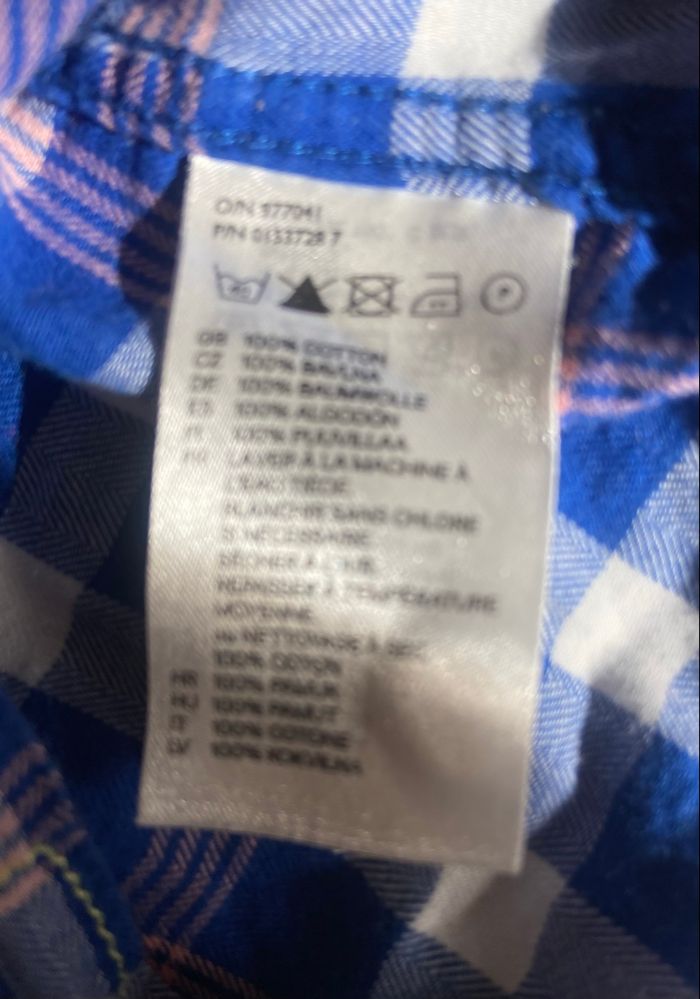 O/N 977041
P/N 0133728 7
GB 100% COTTON
CZ 100% BAVLNA
DE 100% BAUMWOLLE
ES 100% ALGODÓN
FI 100% PUUVILLAA
FR LAVER À LA MACHINE À
L'EAU TIÈDE.
BLANCHIR SANS CHLORE
SI NÉCESSAIRE
SÉCHER À L'AIR.
REPASSER À TEMPÉRATURE
MOYENNE
ou NETTOYAGE À SEC
100% COTON
HR 100% PAMUK
HU 100% PAMUT
IT 100% COTONE
LV 100% KOKVILNA